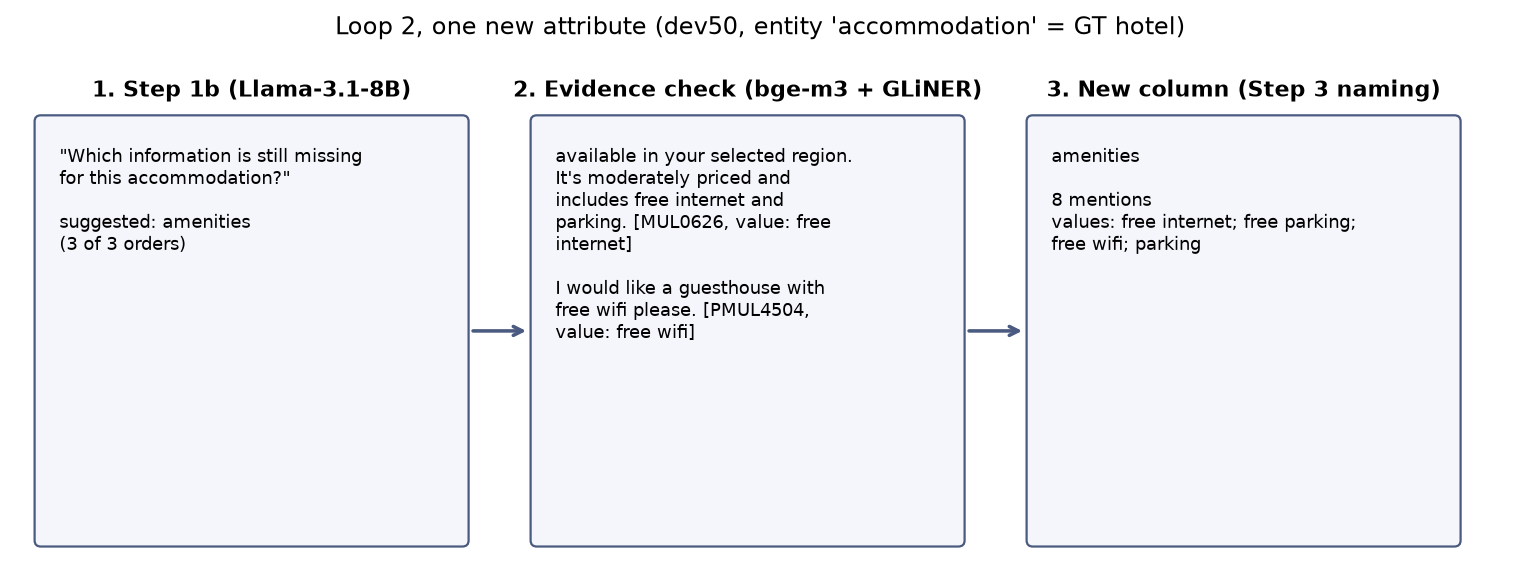 Loop 2, one new attribute (dev50, entity 'accommodation' = GT hotel)
1. Step 1b (Llama-3.1-8B)
"Which information is still missing
for this accommodation?"
suggested: amenities
(3 of 3 orders)
2. Evidence check (bge-m3 + GLiNER)
available in your selected region.
It's moderately priced and
includes free internet and
parking. [MUL0626, value: free
internet]
I would like a guesthouse with
free wifi please. [PMUL4504,
value: free wifi]
3. New column (Step 3 naming)
amenities
8 mentions
values: free internet; free parking;
free wifi; parking